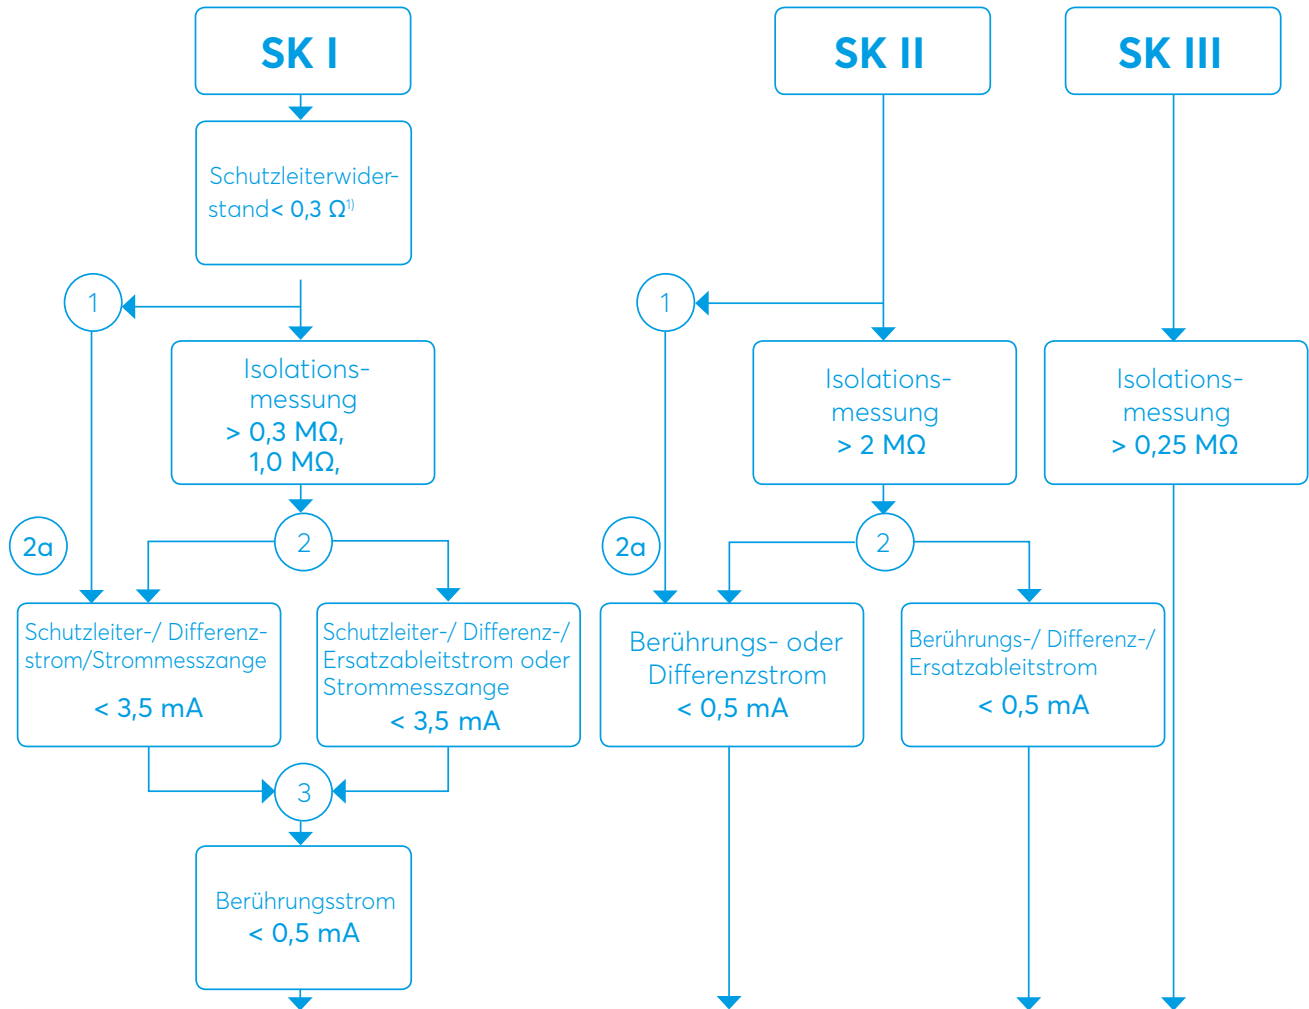 SK I
SK II
SK III
Schutzleiterwider-
stand< 0,3 Ω¹⁾
1
1
Isolations-
messung
> 0,3 MΩ,
1,0 MΩ,
Isolations-
messung
> 2 MΩ
Isolations-
messung
> 0,25 MΩ
2a
2
2a
2
Schutzleiter-/ Differenz-
strom/Strommesszange
< 3,5 mA
Schutzleiter-/ Differenz-/
Ersatzableitstrom oder
Strommesszange
< 3,5 mA
Berührungs- oder
Differenzstrom
< 0,5 mA
Berührungs-/ Differenz-/
Ersatzableitstrom
< 0,5 mA
3
Berührungsstrom
< 0,5 mA